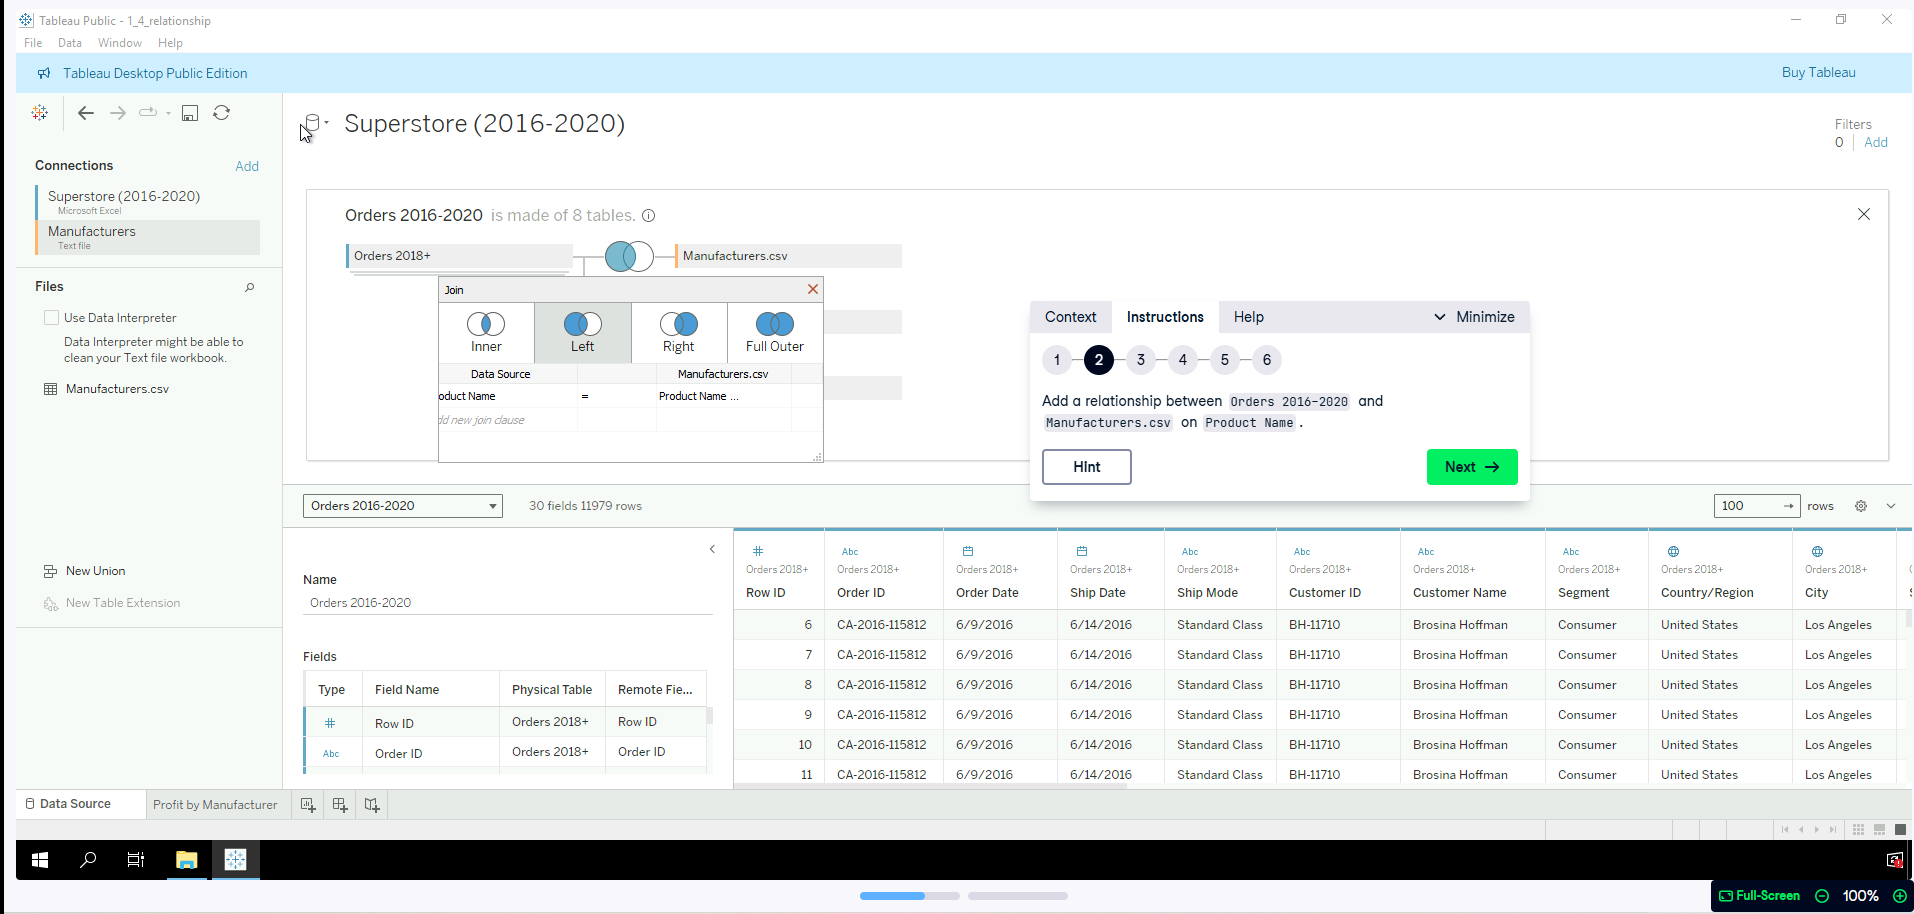 Tableau Public - 1_4_relationship
File Data Window Help
Tableau Desktop Public Edition
Buy Tableau
Superstore (2016-2020)
Filters
0 Add
Connections
Add
Superstore (2016-2020)
Microsoft Excel
Manufacturers
Text file
Files
Use Data Interpreter
Data Interpreter might be able to
clean your Text file workbook.
Manufacturers.csv
New Union
New Table Extension
Orders 2016-2020 is made of 8 tables.
Orders 2018+
Manufacturers.csv
Join
Inner Left Right Full Outer
Data Source Manufacturers.csv
oduct Name = Product Name ...
dd new join clause
Context Instructions Help Minimize
1 2 3 4 5 6
Add a relationship between Orders 2016-2020 and
Manufacturers.csv on Product Name.
HInt
Next →
Orders 2016-2020
30 fields 11979 rows
100 → rows
Name
Orders 2016-2020
Fields
Type Field Name Physical Table Remote Fie...
# Row ID Orders 2018+ Row ID
Abc Order ID Orders 2018+ Order ID
# Abc Abc Abc Abc Abc
Orders 2018+ Orders 2018+ Orders 2018+ Orders 2018+ Orders 2018+ Orders 2018+ Orders 2018+ Orders 2018+ Orders 2018+ Orders 2018+
Row ID Order ID Order Date Ship Date Ship Mode Customer ID Customer Name Segment Country/Region City
6 CA-2016-115812 6/9/2016 6/14/2016 Standard Class BH-11710 Brosina Hoffman Consumer United States Los Angeles
7 CA-2016-115812 6/9/2016 6/14/2016 Standard Class BH-11710 Brosina Hoffman Consumer United States Los Angeles
8 CA-2016-115812 6/9/2016 6/14/2016 Standard Class BH-11710 Brosina Hoffman Consumer United States Los Angeles
9 CA-2016-115812 6/9/2016 6/14/2016 Standard Class BH-11710 Brosina Hoffman Consumer United States Los Angeles
10 CA-2016-115812 6/9/2016 6/14/2016 Standard Class BH-11710 Brosina Hoffman Consumer United States Los Angeles
11 CA-2016-115812 6/9/2016 6/14/2016 Standard Class BH-11710 Brosina Hoffman Consumer United States Los Angeles
Data Source Profit by Manufacturer
Full-Screen 100%